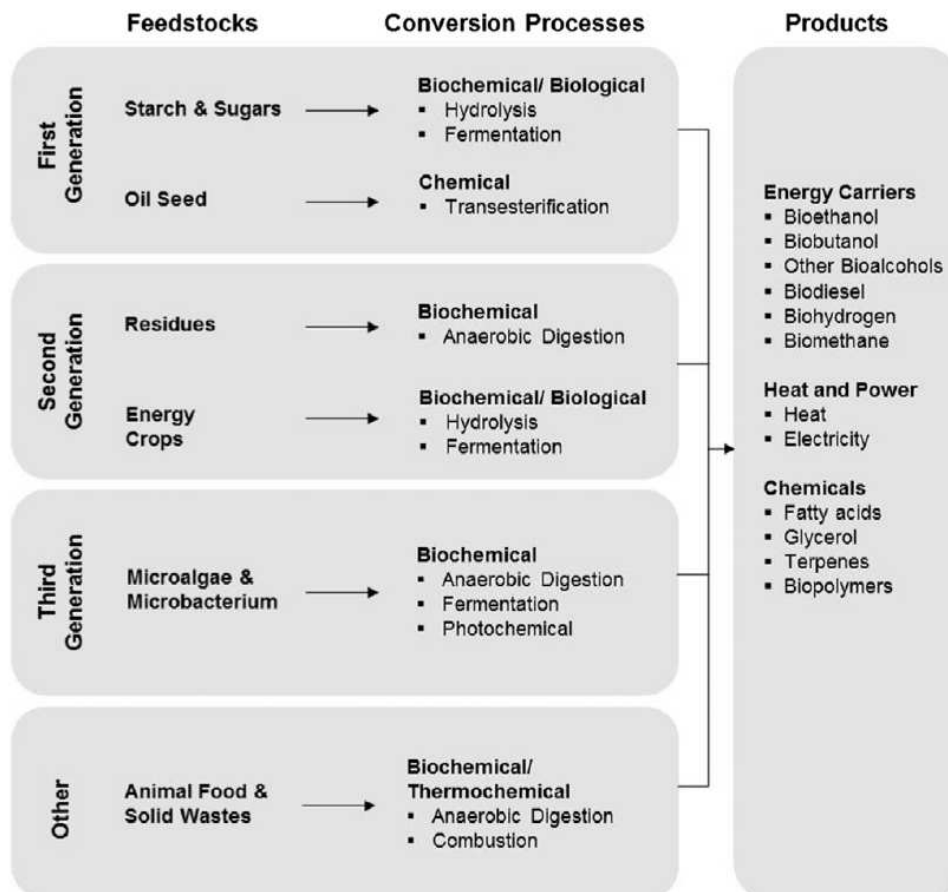 Feedstocks
Conversion Processes
Products
First
Generation
Starch & Sugars
Biochemical/ Biological
▪ Hydrolysis
▪ Fermentation
Oil Seed
Chemical
▪ Transesterification
Second
Generation
Residues
Biochemical
▪ Anaerobic Digestion
Energy
Crops
Biochemical/ Biological
▪ Hydrolysis
▪ Fermentation
Third
Generation
Microalgae &
Microbacterium
Biochemical
▪ Anaerobic Digestion
▪ Fermentation
▪ Photochemical
Other
Animal Food &
Solid Wastes
Biochemical/
Thermochemical
▪ Anaerobic Digestion
▪ Combustion
Energy Carriers
▪ Bioethanol
▪ Biobutanol
▪ Other Bioalcohols
▪ Biodiesel
▪ Biohydrogen
▪ Biomethane
Heat and Power
▪ Heat
▪ Electricity
Chemicals
▪ Fatty acids
▪ Glycerol
▪ Terpenes
▪ Biopolymers